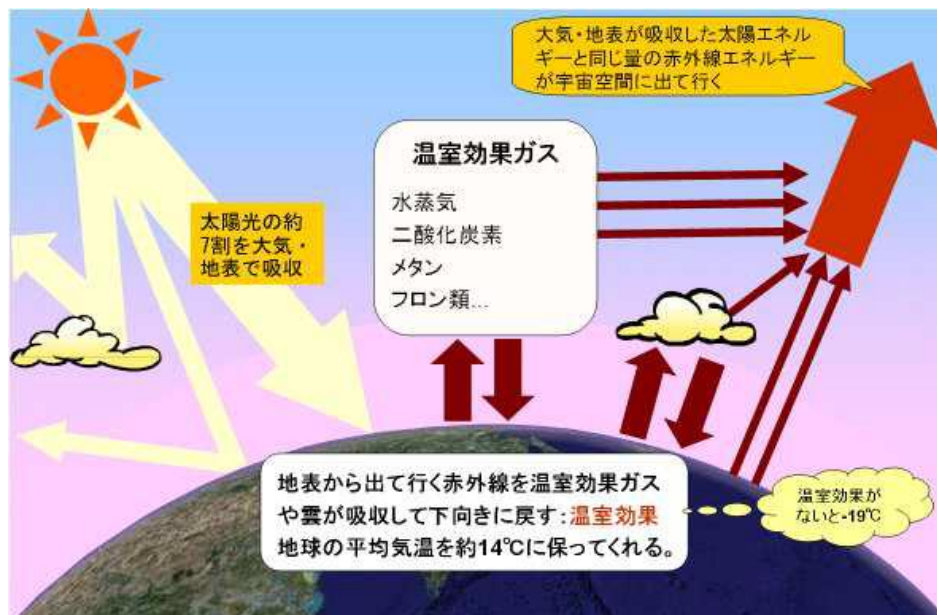 大気・地表が吸収した太陽エネル
ギーと同じ量の赤外線エネルギー
が宇宙空間に出て行く
温室効果ガス
水蒸気
二酸化炭素
メタン
フロン類...
太陽光の約
7割を大気・
地表で吸収
地表から出て行く赤外線を温室効果ガス
や雲が吸収して下向きに戻す：温室効果
地球の平均気温を約14℃に保ってくれる。
温室効果が
ないと-19℃